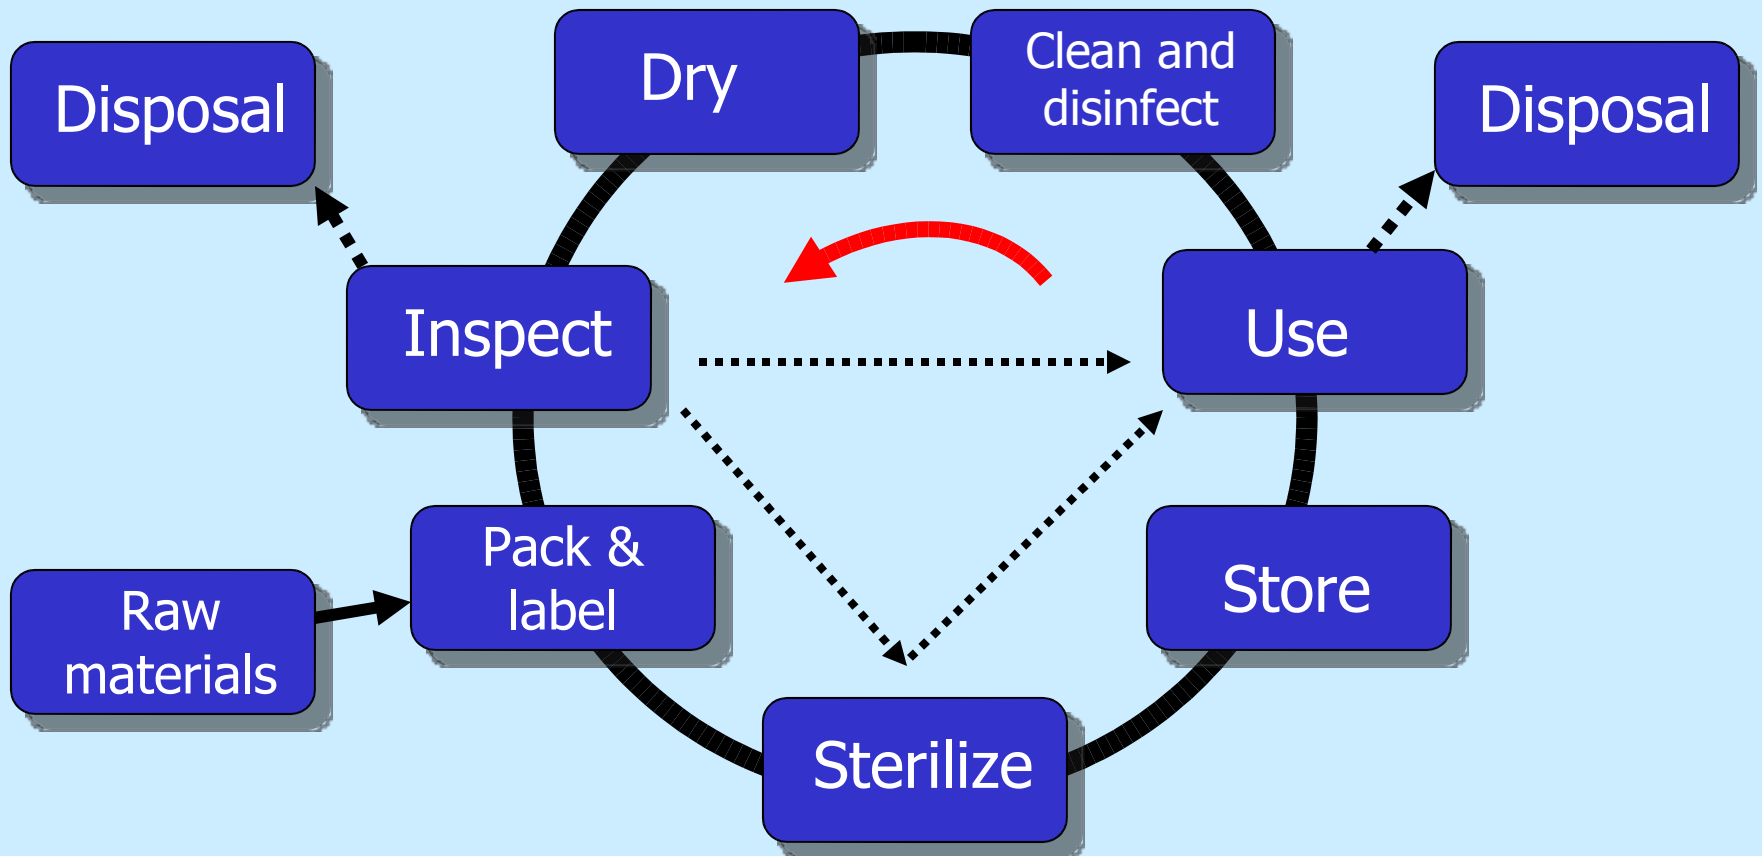 Disposal
Dry
Clean and
disinfect
Disposal
Inspect
Use
Pack &
label
Store
Raw
materials
Sterilize